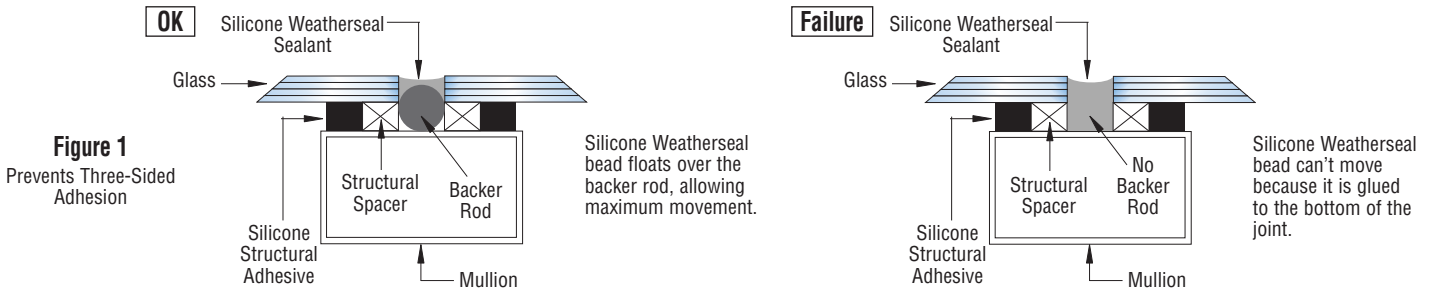 Figure 1
Prevents Three-Sided
Adhesion
OK
Silicone Weatherseal
Sealant
Glass
Structural
Spacer
Backer
Rod
Silicone
Structural
Adhesive
Mullion
Silicone Weatherseal
bead floats over the
backer rod, allowing
maximum movement.
Failure
Silicone Weatherseal
Sealant
Glass
Structural
Spacer
No
Backer
Rod
Silicone
Structural
Adhesive
Mullion
Silicone Weatherseal
bead can’t move
because it is glued
to the bottom of the
joint.